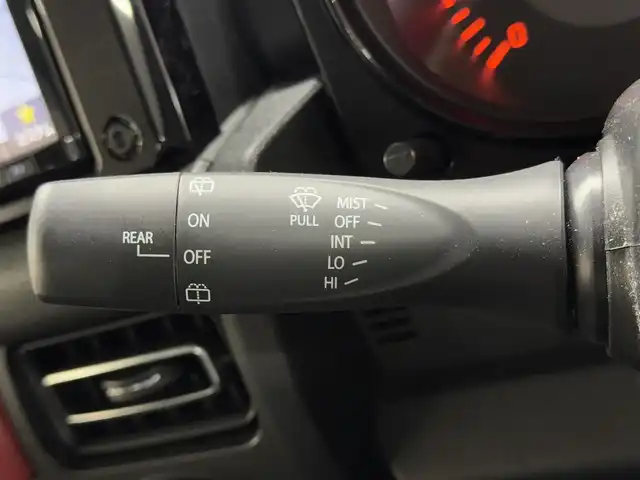 REAR
ON
OFF
PULL
MIST
OFF
INT
LO
HI